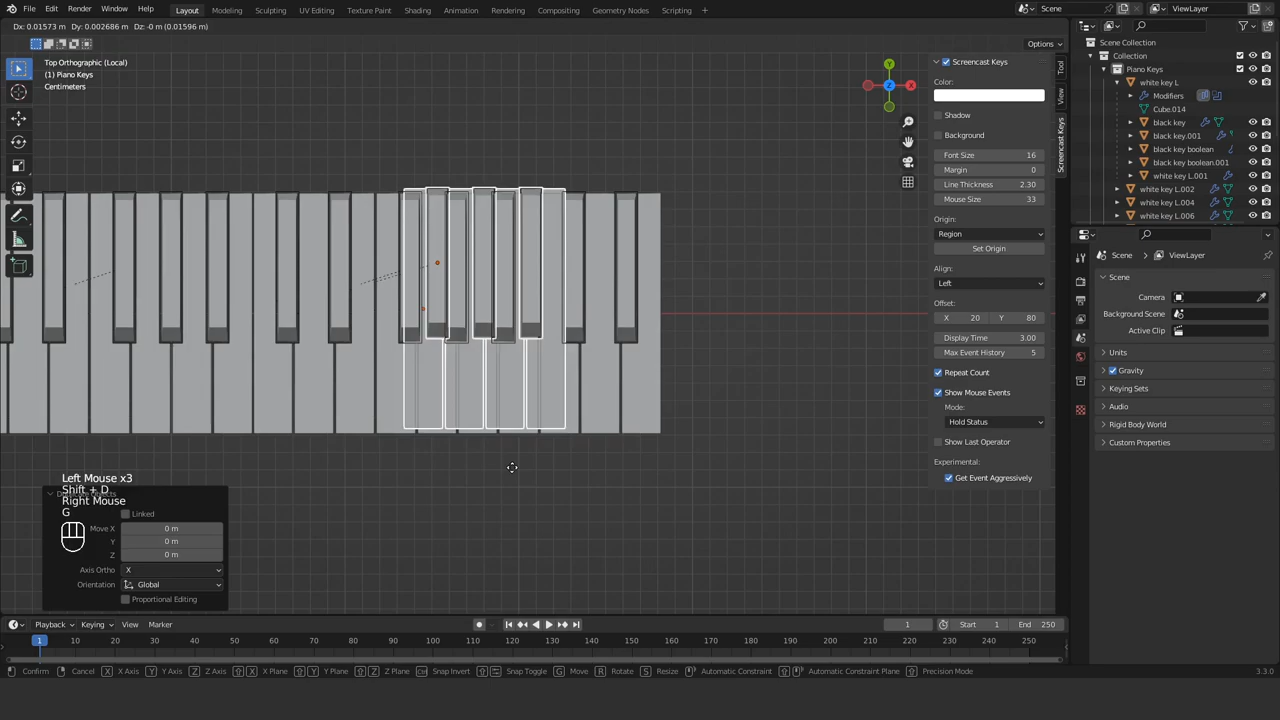 File Edit Render Window Help Layout Modeling Sculpting UV Editing Texture Paint Shading Animation Rendering Compositing Geometry Nodes Scripting + Scene ViewLayer
Dx: 0.01573 m Dy: 0.002686 m Dz: -0 m (0.01596 m)
Options
Top Orthographic (Local)
(1) Piano Keys
Centimeters
Z
Y
X
Screencast Keys
Color:
Shadow
Background
Font Size 16
Margin 0
Line Thickness 2.30
Mouse Size 33
Origin:
Region
Set Origin
Align:
Left
Offset:
X 20 Y 80
Display Time 3.00
Max Event History 5
Repeat Count
Show Mouse Events
Mode:
Hold Status
Show Last Operator
Experimental:
Get Event Aggressively
Tool
View
Screencast Keys
Scene Collection
Collection
Piano Keys
white key L
Modifiers
Cube.014
black key
black key.001
black key boolean
black key boolean.001
white key L.001
white key L.002
white key L.004
white key L.006
Scene ViewLayer
Scene
Camera
Background Scene
Active Clip
Units
Gravity
Keying Sets
Audio
Rigid Body World
Custom Properties
Left Mouse x3
Shift + D
Right Mouse
G
Linked
Move X 0 m
Y 0 m
Z 0 m
Axis Ortho X
Orientation Global
Proportional Editing
Playback Keying View Marker 1 Start 1 End 250
1 10 20 30 40 50 60 70 80 90 100 110 120 130 140 150 160 170 180 190 200 210 220 230 240 250
Confirm Cancel X X Axis Y Y Axis Z Z Axis X X Plane Y Y Plane Z Z Plane Snap Invert Snap Toggle G Move R Rotate S Resize Automatic Constraint Automatic Constraint Plane Precision Mode 3.3.0